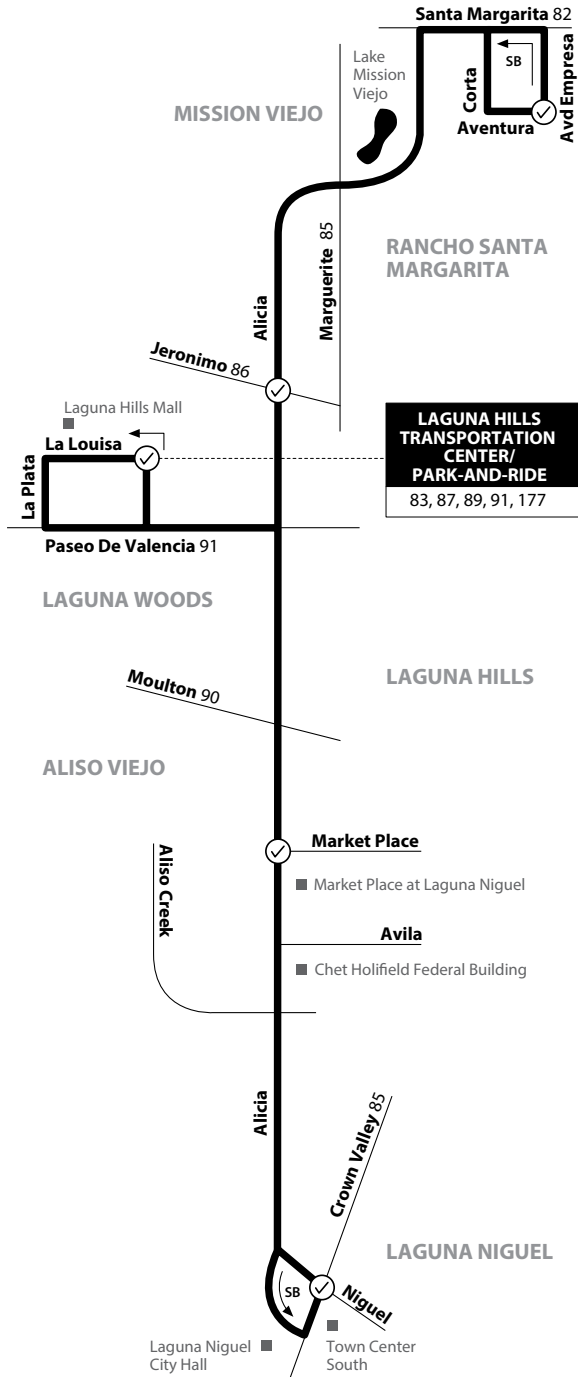 Santa Margarita 82
Lake
Mission
Viejo
SB
Corta
Avd Empresa
Aventura
MISSION VIEJO
Marguerite 85
RANCHO SANTA
MARGARITA
Alicia
Jeronimo 86
Laguna Hills Mall
La Louisa
La Plata
LAGUNA HILLS
TRANSPORTATION
CENTER/
PARK-AND-RIDE
83, 87, 89, 91, 177
Paseo De Valencia 91
LAGUNA WOODS
Moulton 90
LAGUNA HILLS
ALISO VIEJO
Market Place
Aliso Creek
Market Place at Laguna Niguel
Avila
Chet Holifield Federal Building
Alicia
Crown Valley 85
LAGUNA NIGUEL
SB
Niguel
Laguna Niguel
City Hall
Town Center
South